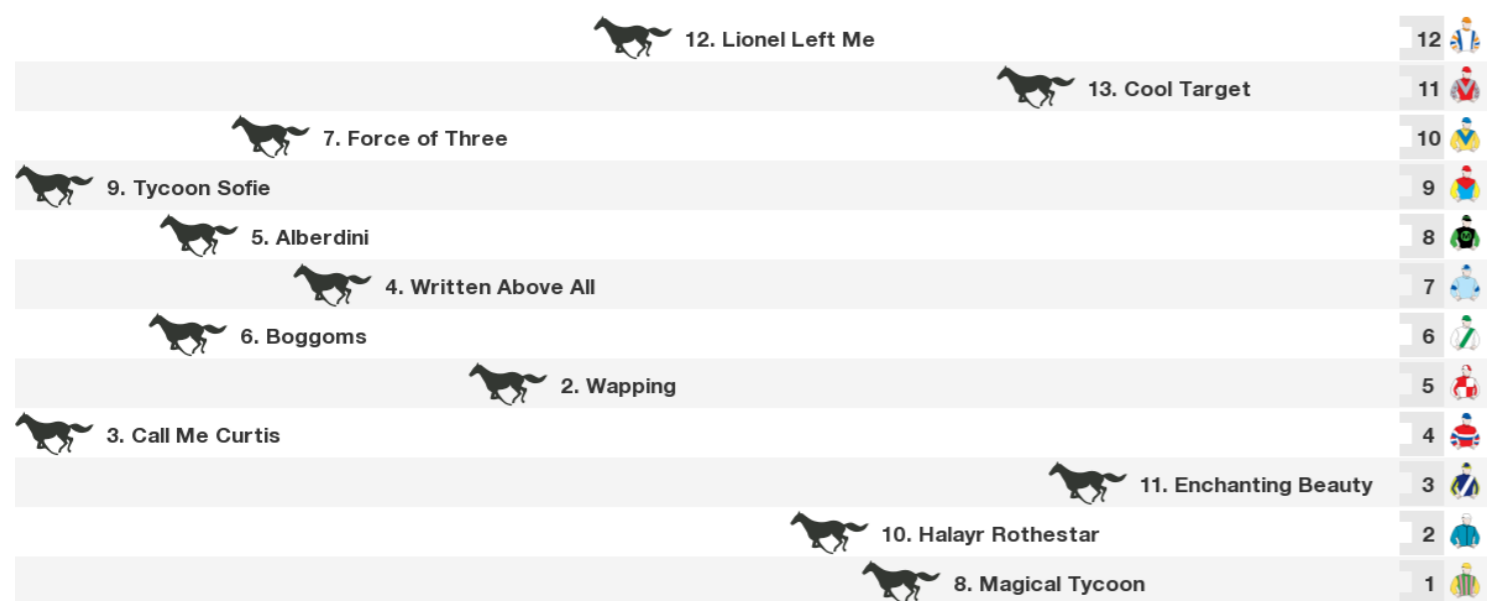 12. Lionel Left Me 12
13. Cool Target 11
7. Force of Three 10
9. Tycoon Sofie 9
5. Alberdini 8
4. Written Above All 7
6. Boggoms 6
2. Wapping 5
3. Call Me Curtis 4
11. Enchanting Beauty 3
10. Halayr Rothestar 2
8. Magical Tycoon 1